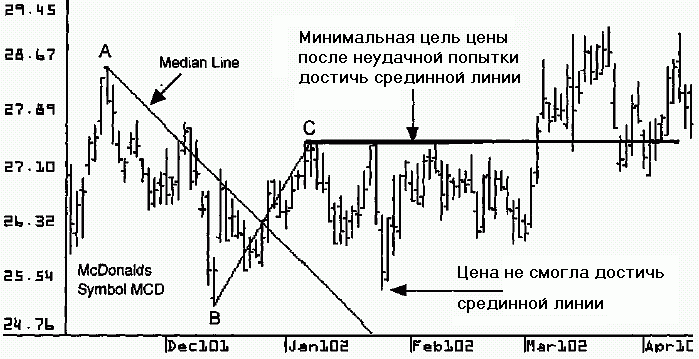 29.45
28.67
27.89
27.10
26.32
25.54
24.76
A
Median Line
Минимальная цель цены
после неудачной попытки
достичь срединной линии
C
B
McDonalds
Symbol MCD
Цена не смогла достичь
срединной линии
Dec101
Jan102
Feb102
Mar102
Apr10